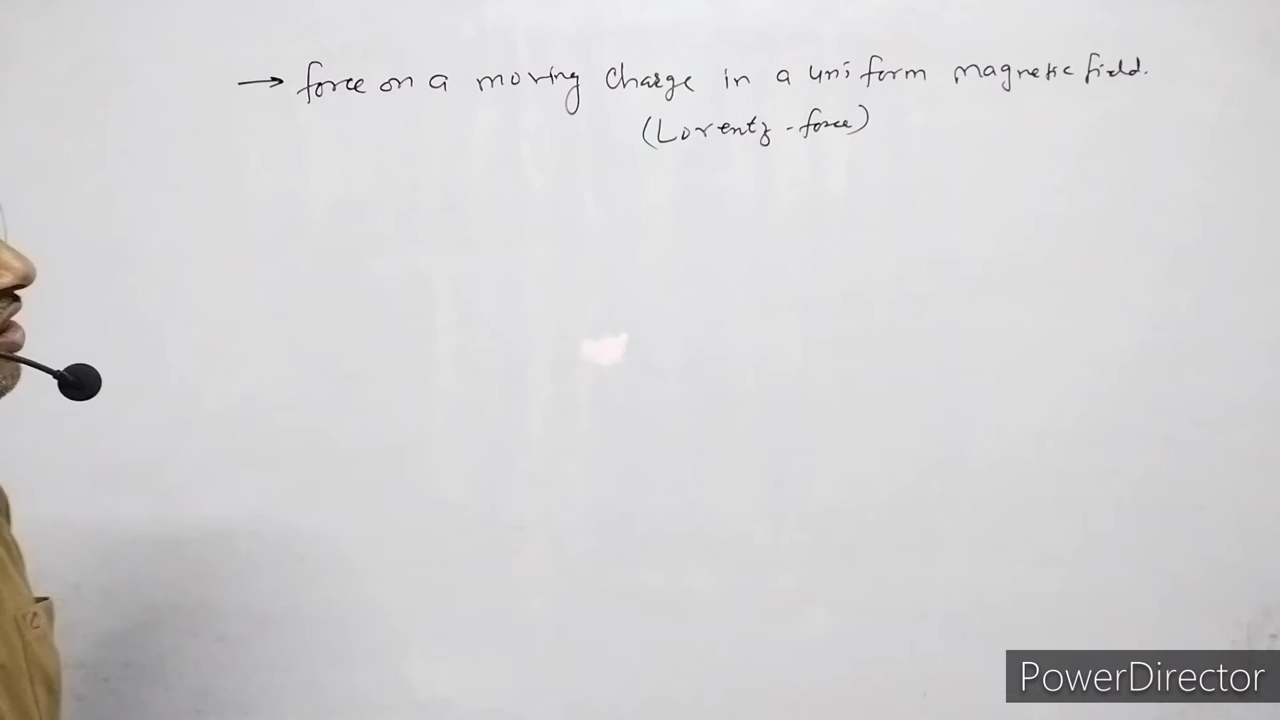 → force on a moving charge in a uniform magnetic field.
(Lorentz - force)
PowerDirector